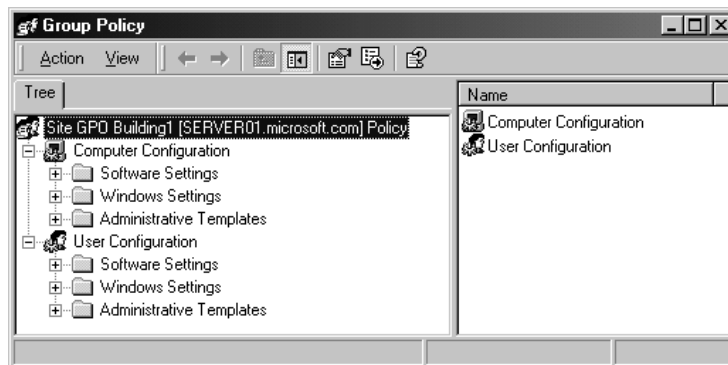 Group Policy
Action View
Tree
Site GPO Building1 [SERVER01.microsoft.com] Policy
Computer Configuration
Software Settings
Windows Settings
Administrative Templates
User Configuration
Software Settings
Windows Settings
Administrative Templates
Name
Computer Configuration
User Configuration